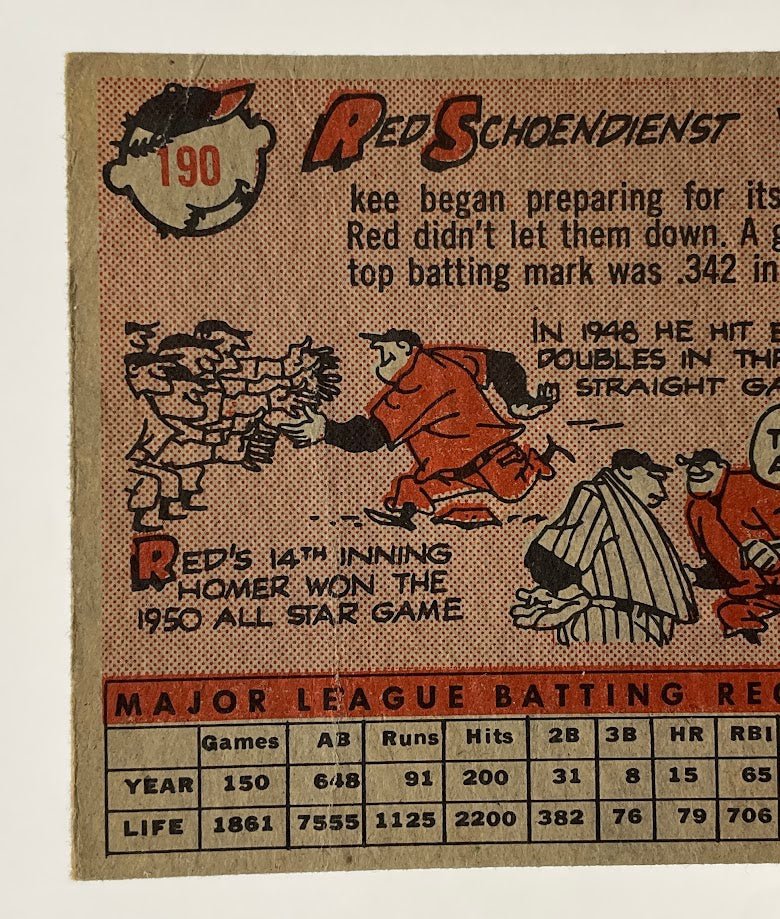 190
RED SCHOENDIENST
kee began preparing for its
Red didn't let them down. A
top batting mark was .342 in
IN 1948 HE HIT
DOUBLES IN THE
STRAIGHT
RED'S 14TH INNING
HOMER WON THE
1950 ALL STAR GAME
MAJOR LEAGUE BATTING
Games AB Runs Hits 2B 3B HR RBI
YEAR 150 648 91 200 31 8 15 65
LIFE 1861 7555 1125 2200 382 76 79 706